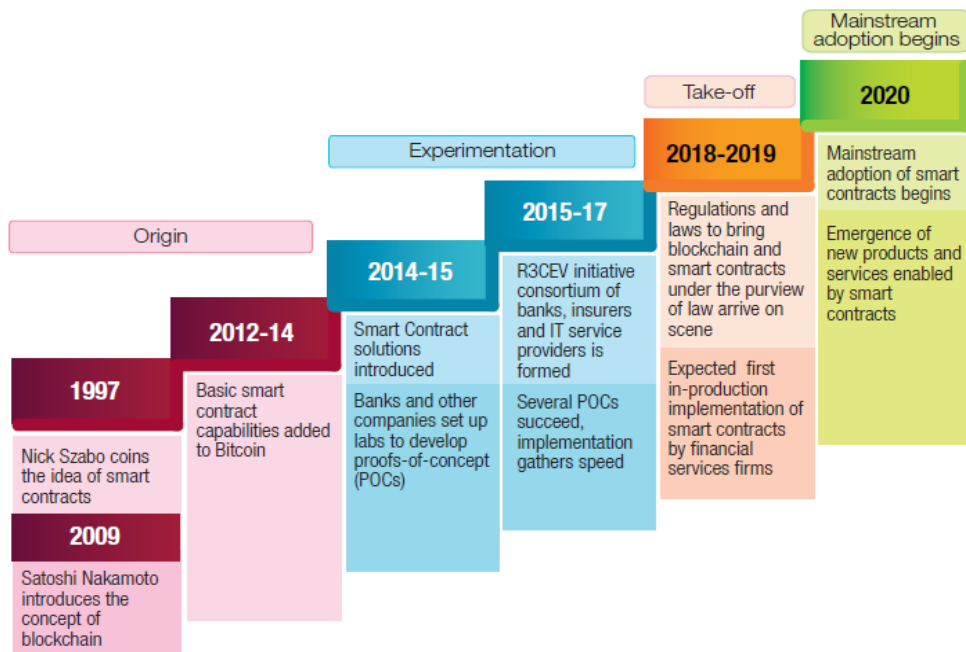 Origin
1997
Nick Szabo coins
the idea of smart
contracts
2009
Satoshi Nakamoto
introduces the
concept of
blockchain
2012-14
Basic smart
contract
capabilities added
to Bitcoin
Experimentation
2014-15
Smart Contract
solutions
introduced
Banks and other
companies set up
labs to develop
proofs-of-concept
(POCs)
2015-17
R3CEV initiative
consortium of
banks, insurers
and IT service
providers is
formed
Several POCs
succeed,
implementation
gathers speed
Take-off
2018-2019
Regulations and
laws to bring
blockchain and
smart contracts
under the purview
of law arrive on
scene
Expected first
in-production
implementation of
smart contracts
by financial
services firms
Mainstream
adoption begins
2020
Mainstream
adoption of smart
contracts begins
Emergence of
new products and
services enabled
by smart
contracts